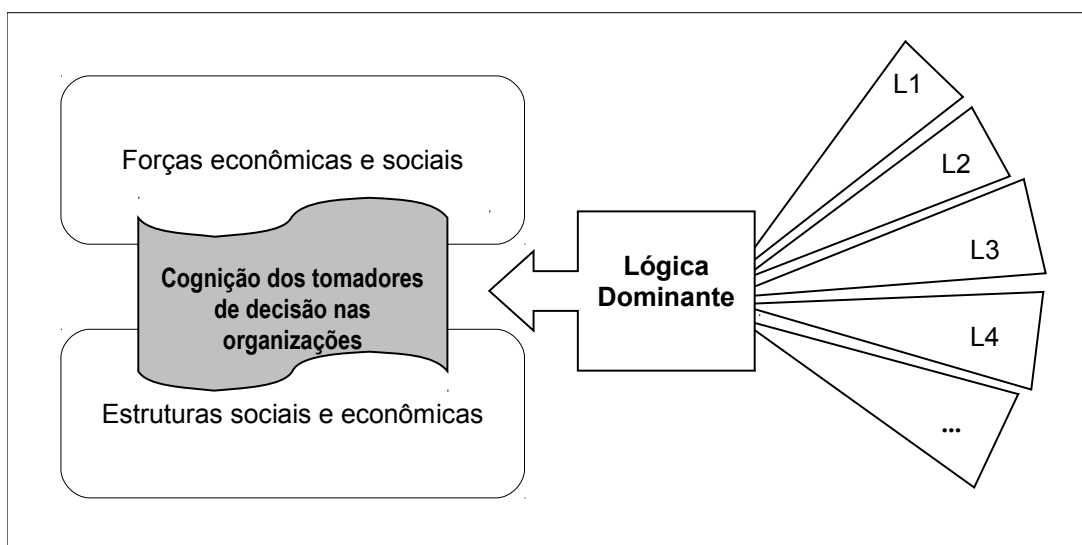 Forças econômicas e sociais
Cognição dos tomadores
de decisão nas
organizações
Estruturas sociais e econômicas
Lógica
Dominante
L1
L2
L3
L4
...